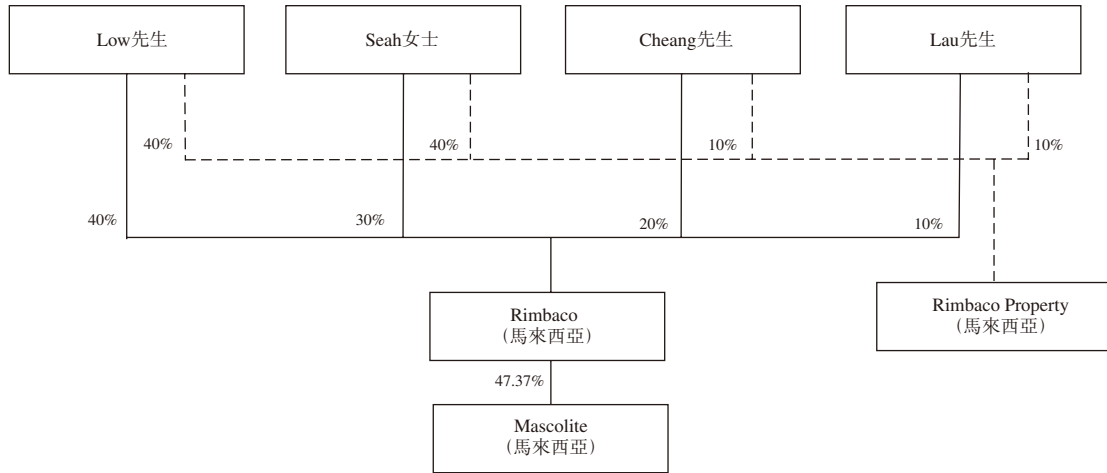 Low先生
Seah女士
Cheang先生
Lau先生
40%
40%
10%
10%
40%
30%
20%
10%
Rimbaco
(馬來西亞)
Rimbaco Property
(馬來西亞)
47.37%
Mascolite
(馬來西亞)